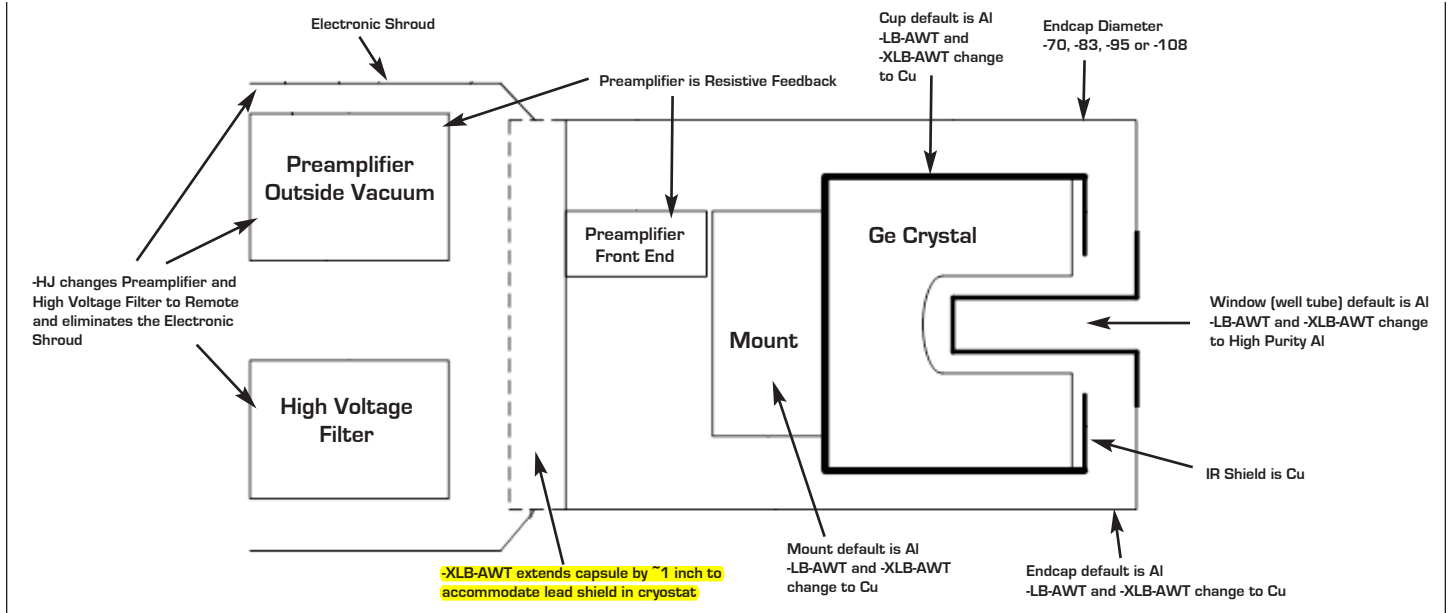 Electronic Shroud
Cup default is Al
-LB-AWT and
-XLB-AWT change
to Cu
Endcap Diameter
-70, -83, -95 or -108
Preamplifier is Resistive Feedback
Preamplifier
Outside Vacuum
Preamplifier
Front End
Ge Crystal
-HJ changes Preamplifier and
High Voltage Filter to Remote
and eliminates the Electronic
Shroud
Window (well tube) default is Al
-LB-AWT and -XLB-AWT change
to High Purity Al
Mount
High Voltage
Filter
IR Shield is Cu
-XLB-AWT extends capsule by ~1 inch to
accommodate lead shield in cryostat
Mount default is Al
-LB-AWT and -XLB-AWT
change to Cu
Endcap default is Al
-LB-AWT and -XLB-AWT change to Cu